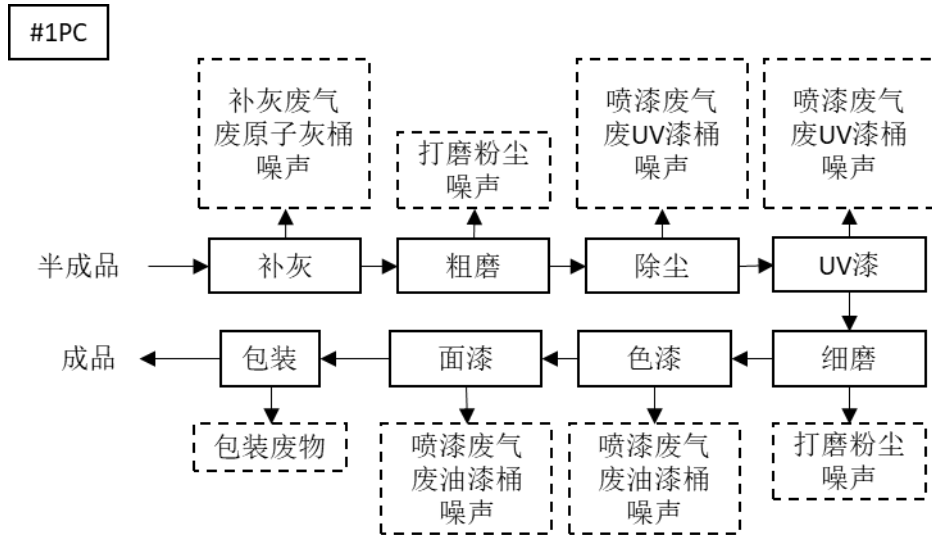 #1PC
补灰废气
废原子灰桶
噪声
打磨粉尘
噪声
喷漆废气
废UV漆桶
噪声
喷漆废气
废UV漆桶
噪声
半成品
补灰
粗磨
除尘
UV漆
成品
包装
面漆
色漆
细磨
包装废物
喷漆废气
废油漆桶
噪声
喷漆废气
废油漆桶
噪声
打磨粉尘
噪声